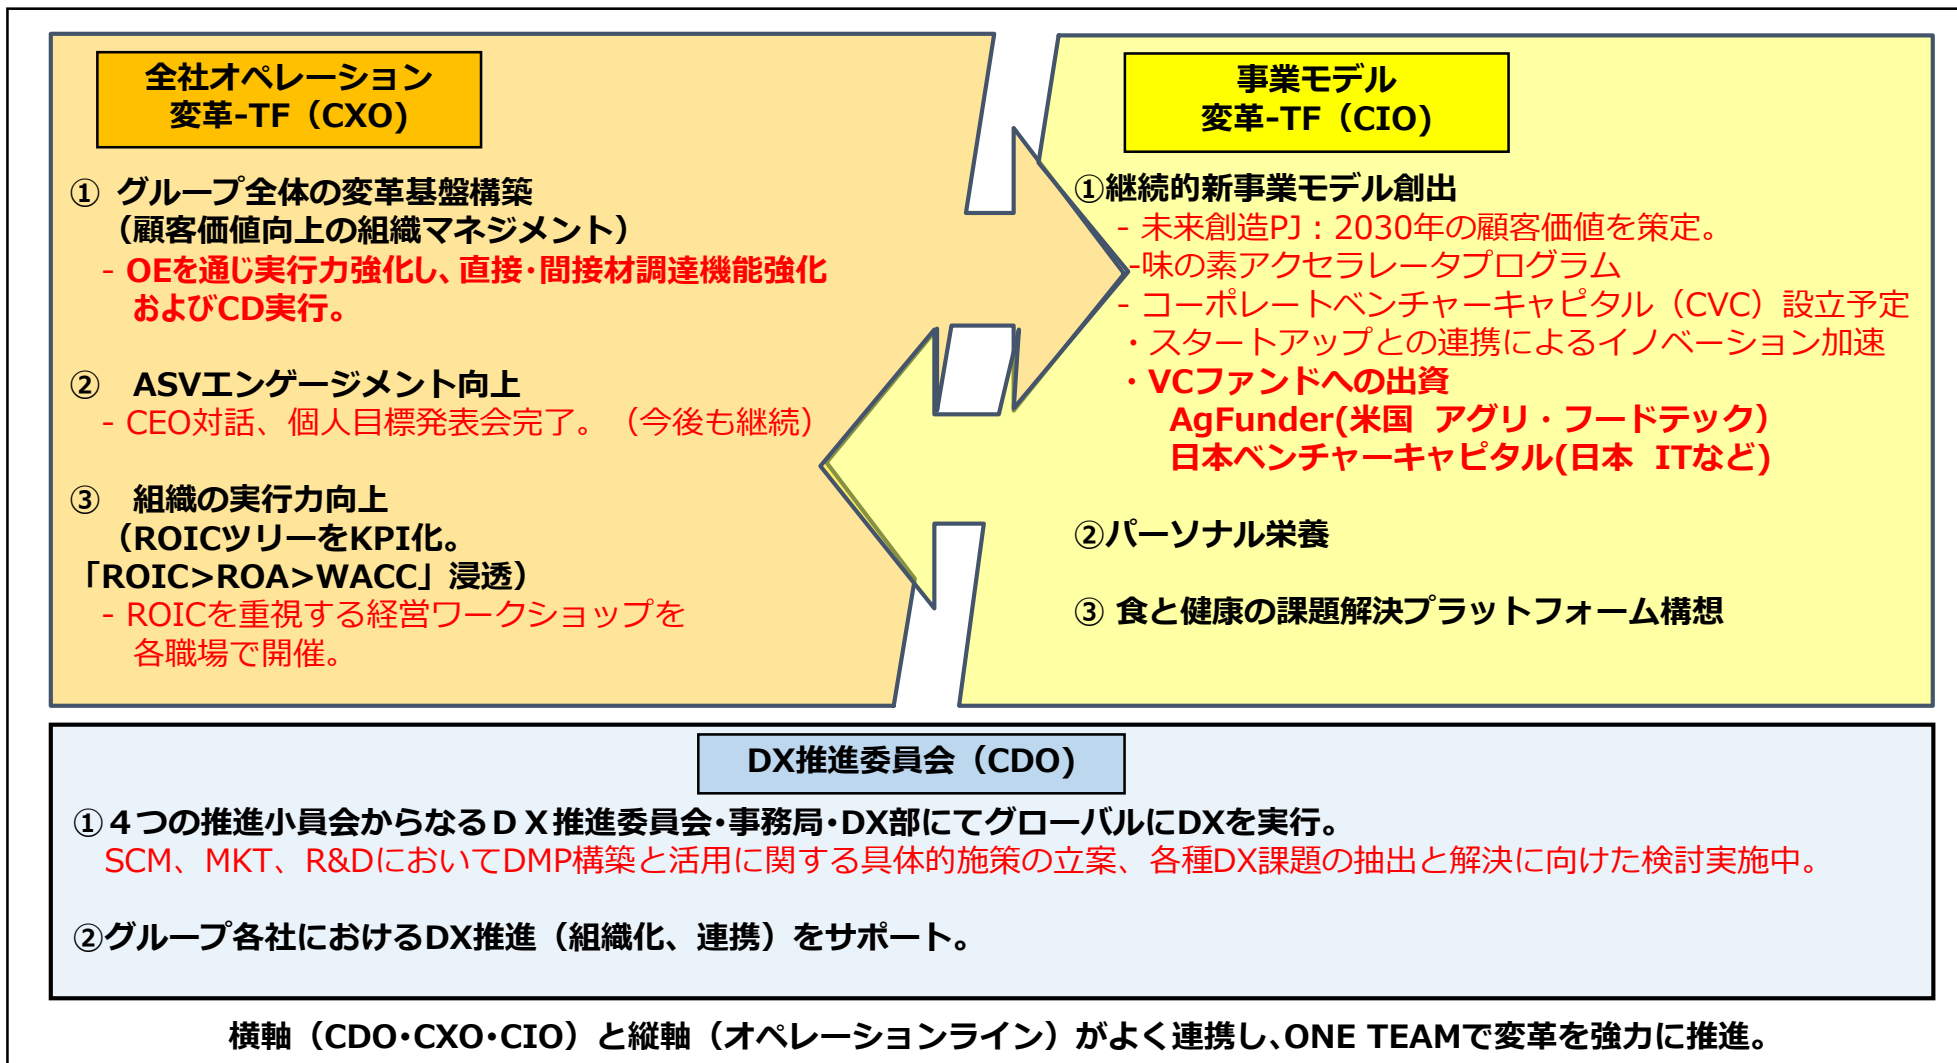 全社オペレーション
変革-TF（CXO)
① グループ全体の変革基盤構築
（顧客価値向上の組織マネジメント）
- OEを通じ実行力強化し、直接・間接材調達機能強化
およびCD実行。
② ASVエンゲージメント向上
- CEO対話、個人目標発表会完了。（今後も継続）
③ 組織の実行力向上
（ROICツリーをKPI化。
「ROIC>ROA>WACC」浸透）
- ROICを重視する経営ワークショップを
各職場で開催。
事業モデル
変革-TF（CIO)
①継続的新事業モデル創出
- 未来創造PJ：2030年の顧客価値を策定。
-味の素アクセラレータプログラム
- コーポレートベンチャーキャピタル（CVC）設立予定
・スタートアップとの連携によるイノベーション加速
・VCファンドへの出資
AgFunder(米国 アグリ・フードテック）
日本ベンチャーキャピタル(日本 ITなど)
②パーソナル栄養
③ 食と健康の課題解決プラットフォーム構想
DX推進委員会（CDO)
①４つの推進小員会からなるＤＸ推進委員会・事務局・DX部にてグローバルにDXを実行。
SCM、MKT、R&DにおいてDMP構築と活用に関する具体的施策の立案、各種DX課題の抽出と解決に向けた検討実施中。
②グループ各社におけるDX推進（組織化、連携）をサポート。
横軸（CDO・CXO・CIO）と縦軸（オペレーションライン）がよく連携し、ONE TEAMで変革を強力に推進。